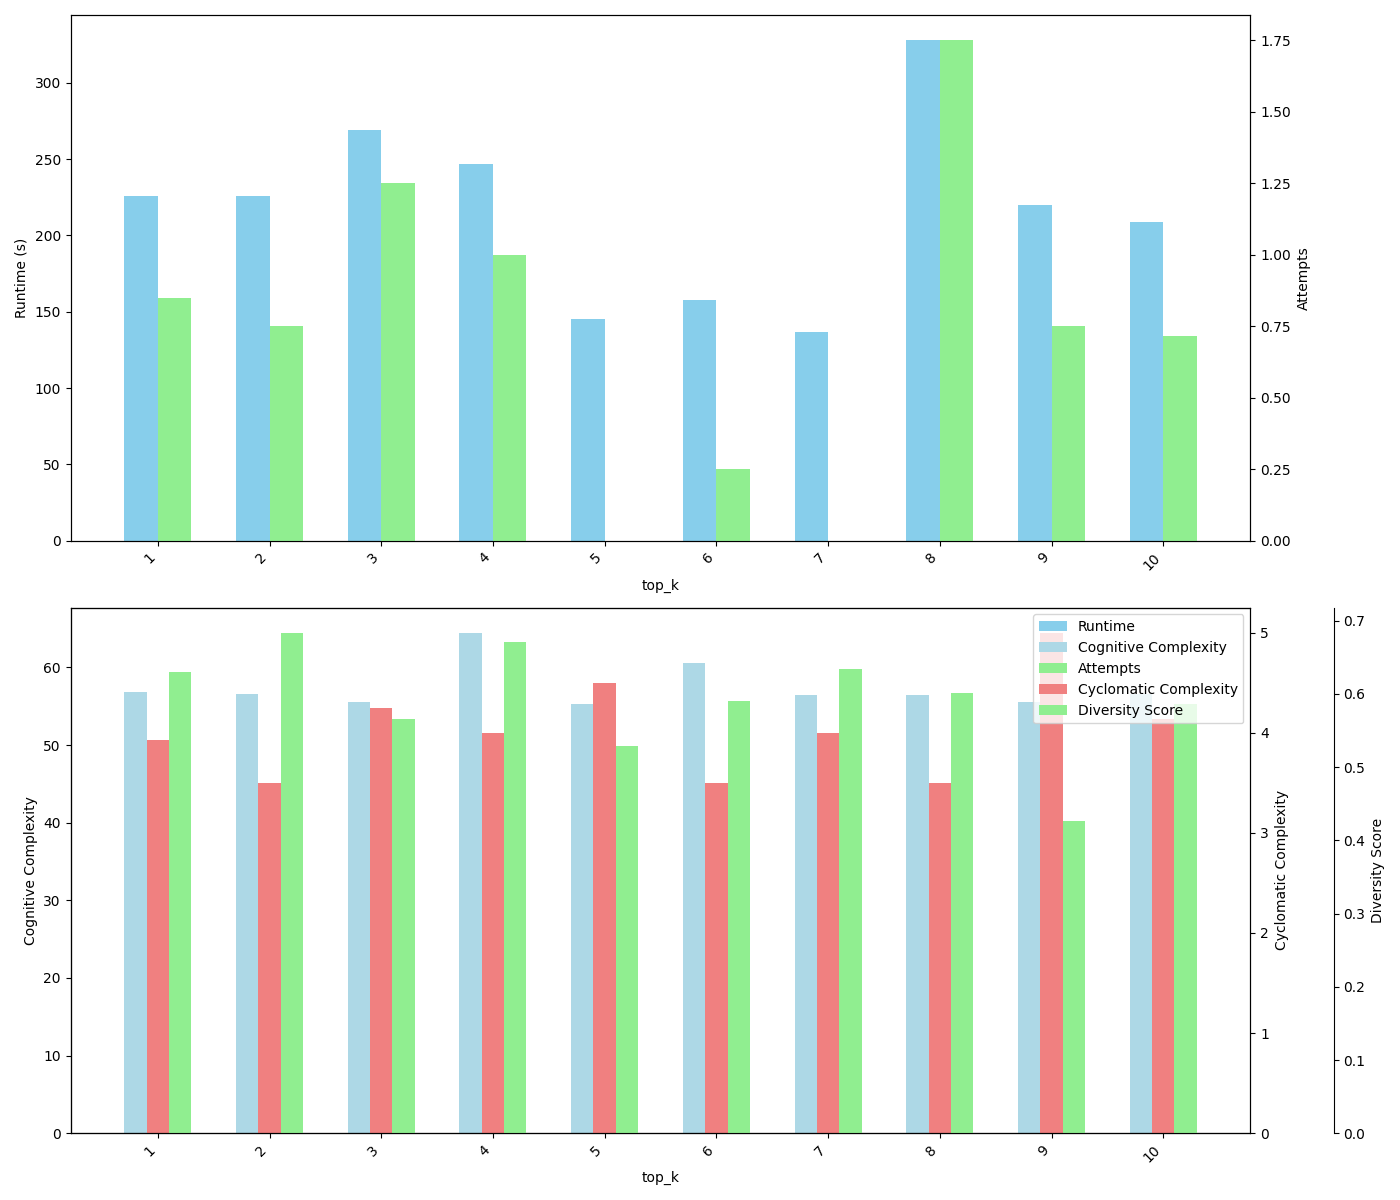 300
250
200
150
100
50
0
Runtime (s)
1.75
1.50
1.25
1.00
0.75
0.50
0.25
0.00
Attempts
1 2 3 4 5 6 7 8 9 10
top_k
Runtime
Cognitive Complexity
Attempts
Cyclomatic Complexity
Diversity Score
60
50
40
30
20
10
0
Cognitive Complexity
5
4
3
2
1
0
Cyclomatic Complexity
0.7
0.6
0.5
0.4
0.3
0.2
0.1
0.0
Diversity Score
1 2 3 4 5 6 7 8 9 10
top_k